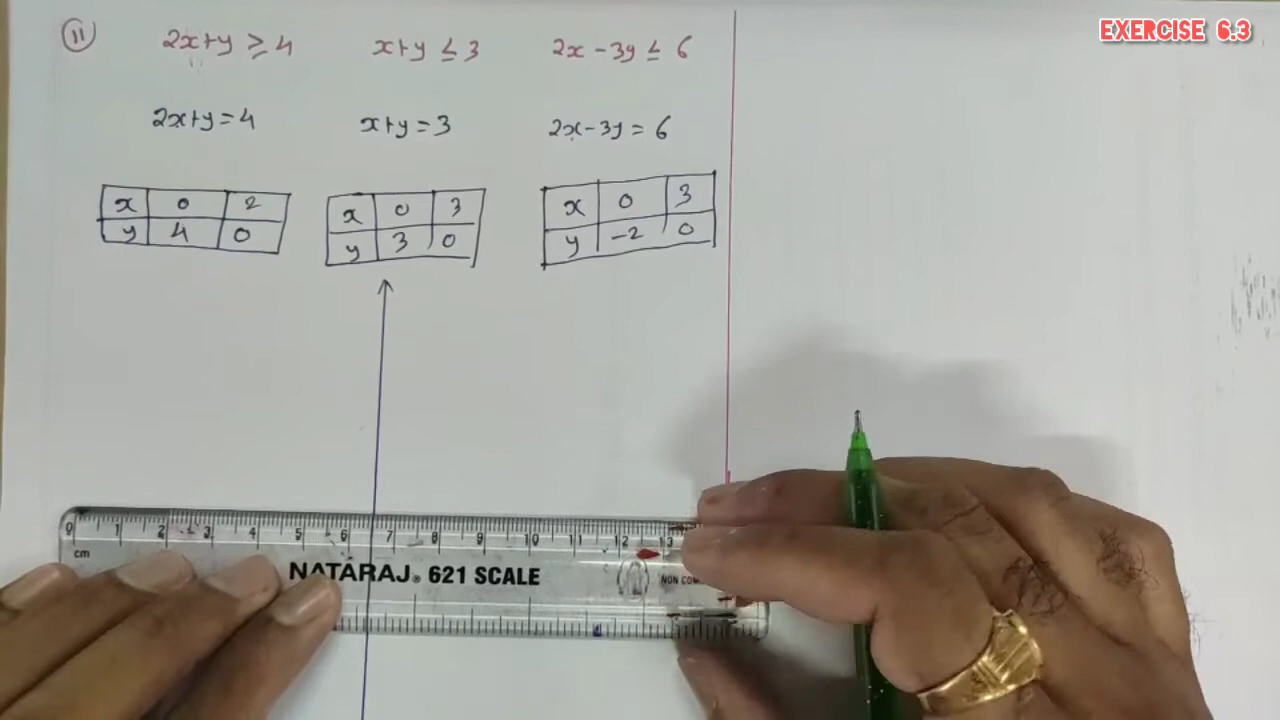 EXERCISE 6.3
11 2x+y ≥ 4 x+y ≤ 3 2x-3y ≤ 6
2x+y=4 x+y=3 2x-3y=6
x 0 2 x 0 3 x 0 3
y 4 0 y 3 0 y -2 0
0 1 2 3 4 5 6 7 8 9 10 11 12 13
cm
NATARAJ 621 SCALE